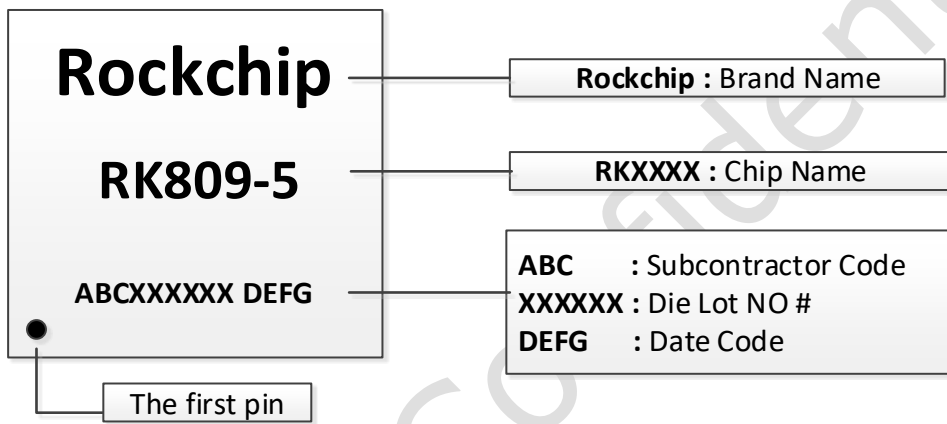 Rockchip
Rockchip : Brand Name
RK809-5
RKXXXX : Chip Name
ABCXXXXXX DEFG
ABC : Subcontractor Code
XXXXXX : Die Lot NO #
DEFG : Date Code
The first pin
Confident